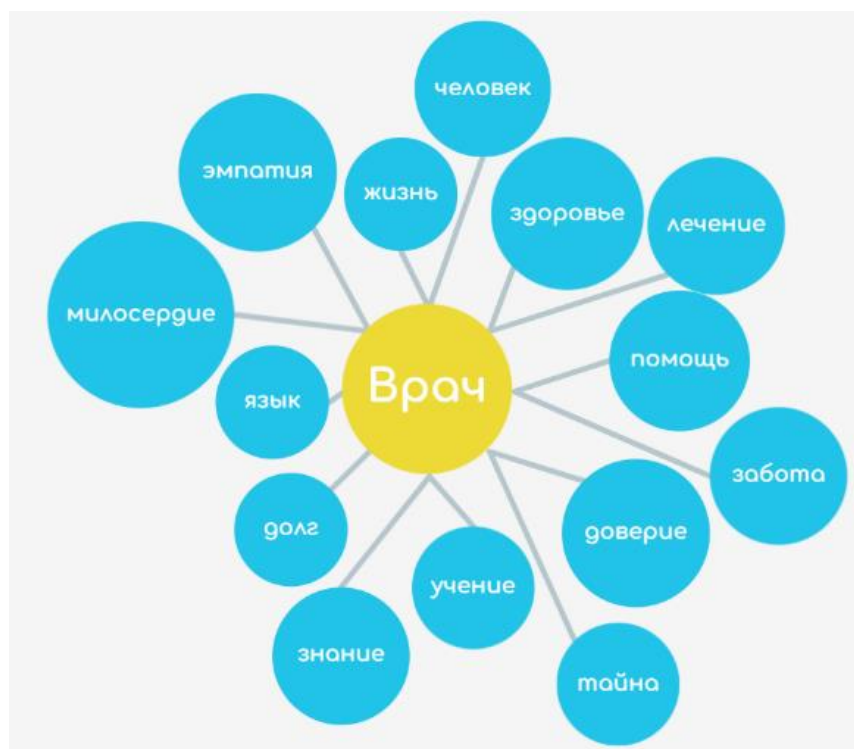 человек
эмпатия
жизнь
здоровье
лечение
милосердие
помощь
Врач
язык
забота
долг
доверие
учение
знание
тайна